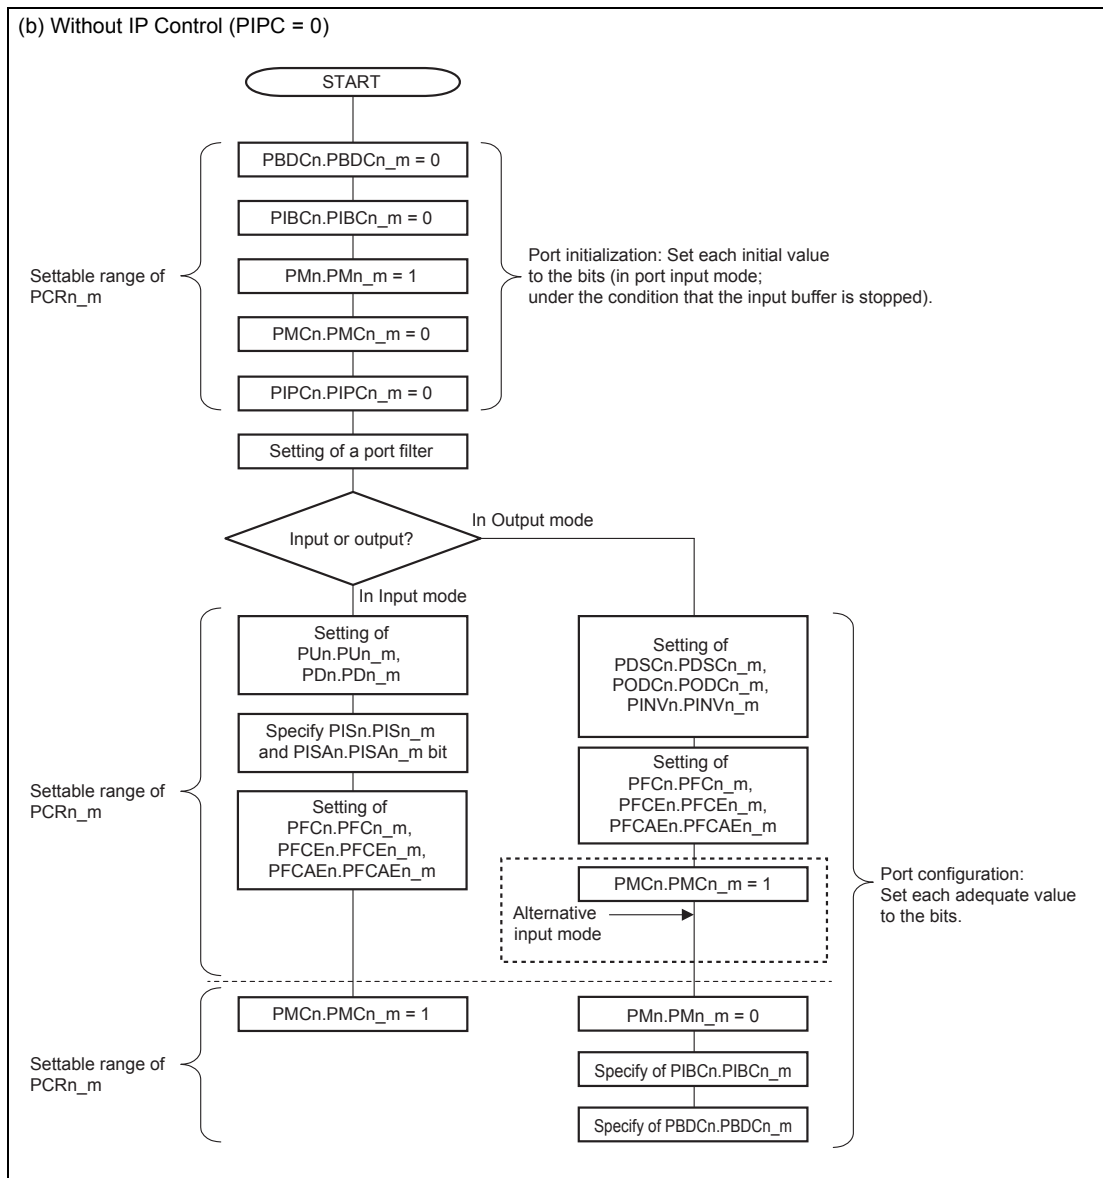 (b) Without IP Control (PIPC = 0)
START
PBDCn.PBDCn_m = 0
PIBCn.PIBCn_m = 0
PMn.PMn_m = 1
PMCn.PMCn_m = 0
PIPCn.PIPCn_m = 0
Settable range of
PCRn_m
Port initialization: Set each initial value
to the bits (in port input mode;
under the condition that the input buffer is stopped).
Setting of a port filter
Input or output?
In Output mode
In Input mode
Setting of
PUn.PUn_m,
PDn.PDn_m
Specify PISn.PISn_m
and PISAn.PISAn_m bit
Setting of
PFCn.PFCn_m,
PFCEn.PFCEn_m,
PFCAEn.PFCAEn_m
Settable range of
PCRn_m
Setting of
PDSCn.PDSCn_m,
PODCn.PODCn_m,
PINVn.PINVn_m
Setting of
PFCn.PFCn_m,
PFCEn.PFCEn_m,
PFCAEn.PFCAEn_m
PMCn.PMCn_m = 1
Alternative
input mode
Port configuration:
Set each adequate value
to the bits.
PMCn.PMCn_m = 1
Settable range of
PCRn_m
PMn.PMn_m = 0
Specify of PIBCn.PIBCn_m
Specify of PBDCn.PBDCn_m